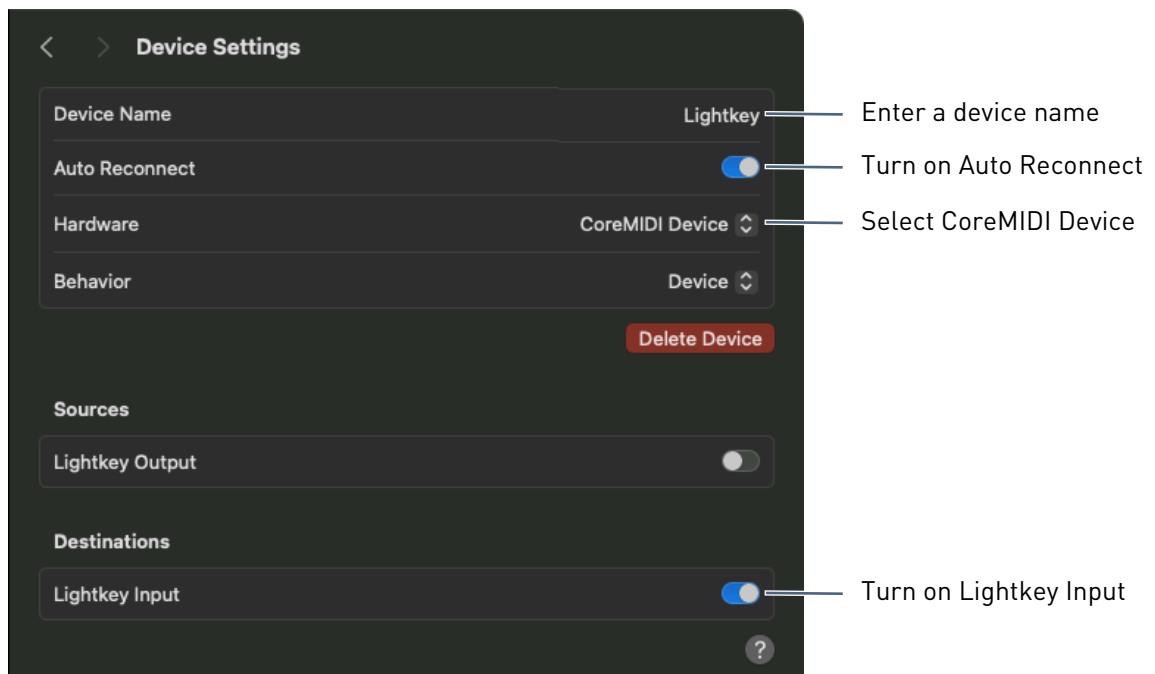 Device Settings
Device Name
Lightkey
Enter a device name
Auto Reconnect
Turn on Auto Reconnect
Hardware
CoreMIDI Device
Select CoreMIDI Device
Behavior
Device
Delete Device
Sources
Lightkey Output
Destinations
Lightkey Input
Turn on Lightkey Input
?